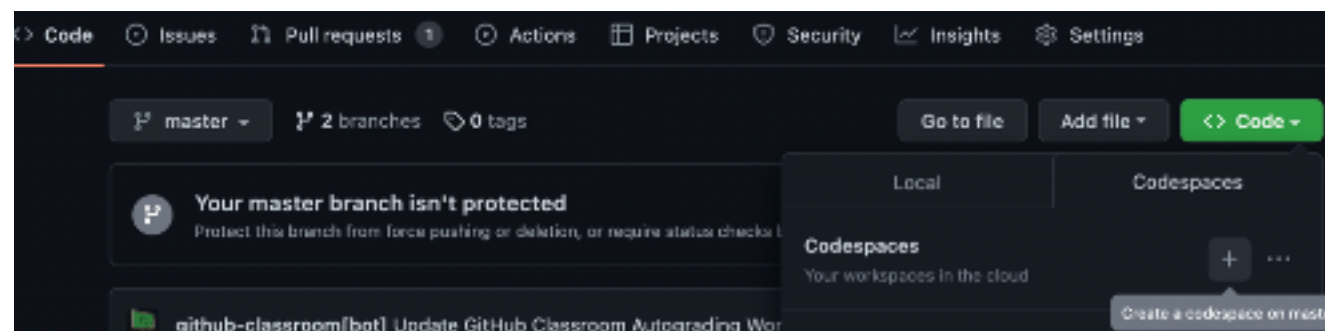 <> Code Issues Pull requests 1 Actions Projects Security Insights Settings
master 2 branches 0 tags Go to file Add file <> Code
Local Codespaces
Your master branch isn't protected
Protect this branch from force pushing or deletion, or require status checks b
Codespaces
Your workspaces in the cloud
Create a codespace on mast
github-classroom[bot] Update GitHub Classroom Autograding Wor